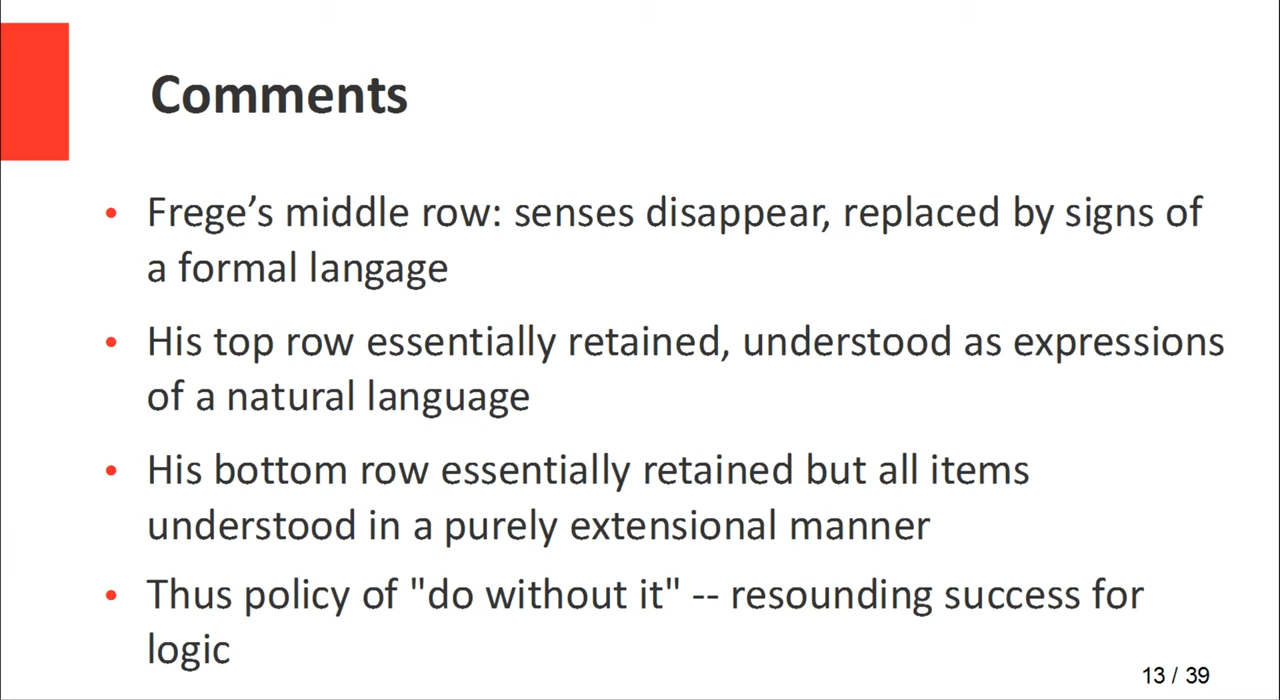 Comments
• Frege’s middle row: senses disappear, replaced by signs of
a formal langage
• His top row essentially retained, understood as expressions
of a natural language
• His bottom row essentially retained but all items
understood in a purely extensional manner
• Thus policy of "do without it" -- resounding success for
logic
13 / 39